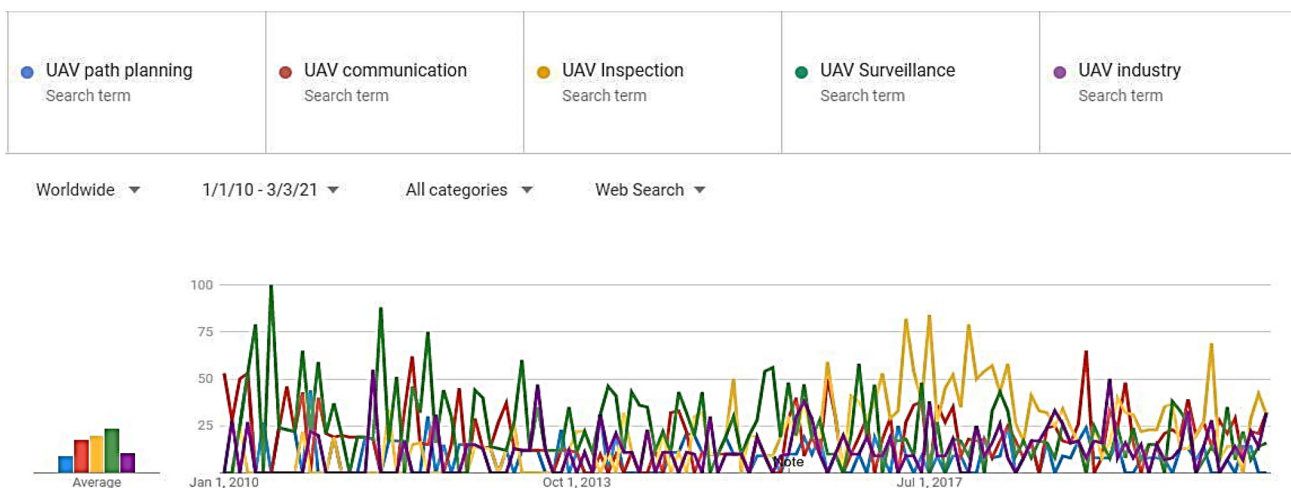 UAV path planning
Search term
UAV communication
Search term
UAV Inspection
Search term
UAV Surveillance
Search term
UAV industry
Search term
Worldwide 1/1/10 - 3/3/21 All categories Web Search
100
75
50
25
Note
Average Jan 1, 2010 Oct 1, 2013 Jul 1, 2017